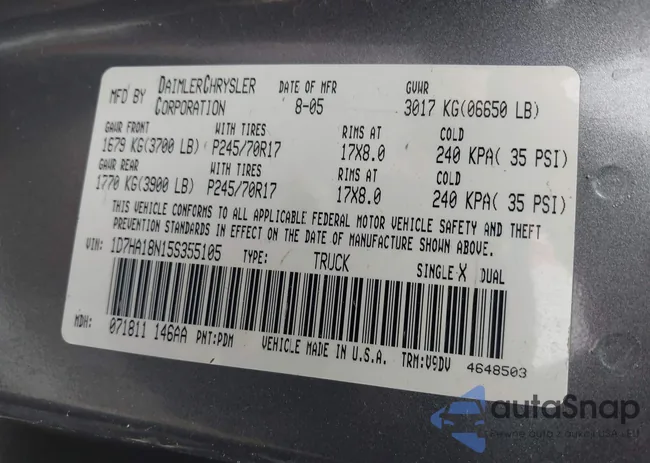 MFD BY DAIMLERCHRYSLER CORPORATION DATE OF MFR 8-05 GVWR 3017 KG(06650 LB)
GAWR FRONT WITH TIRES RIMS AT COLD
1679 KG(3700 LB) P245/70R17 17X8.0 240 KPA( 35 PSI)
GAWR REAR WITH TIRES RIMS AT COLD
1770 KG(3900 LB) P245/70R17 17X8.0 240 KPA( 35 PSI)
THIS VEHICLE CONFORMS TO ALL APPLICABLE FEDERAL MOTOR VEHICLE SAFETY AND THEFT
PREVENTION STANDARDS IN EFFECT ON THE DATE OF MANUFACTURE SHOWN ABOVE.
VIN: 1D7HA18N15S355105 TYPE: TRUCK SINGLE X DUAL
MDH: 071811 146AA PNT:PDM VEHICLE MADE IN U.S.A. TRM:V9DV 4648503
autaSnap